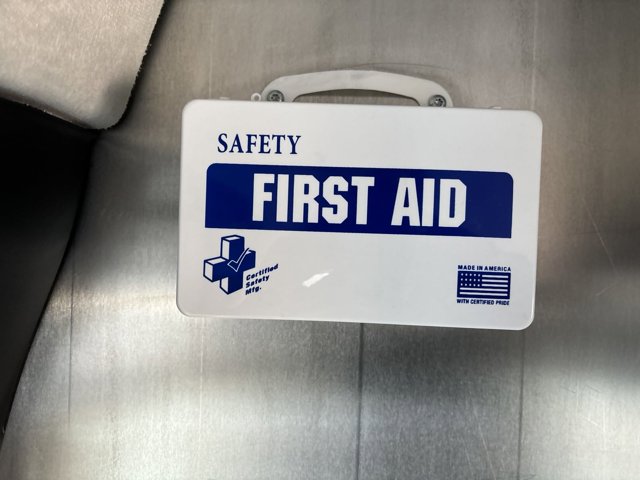 SAFETY
FIRST AID
Certified
Safety
Mfg.
MADE IN AMERICA
WITH CERTIFIED PRIDE